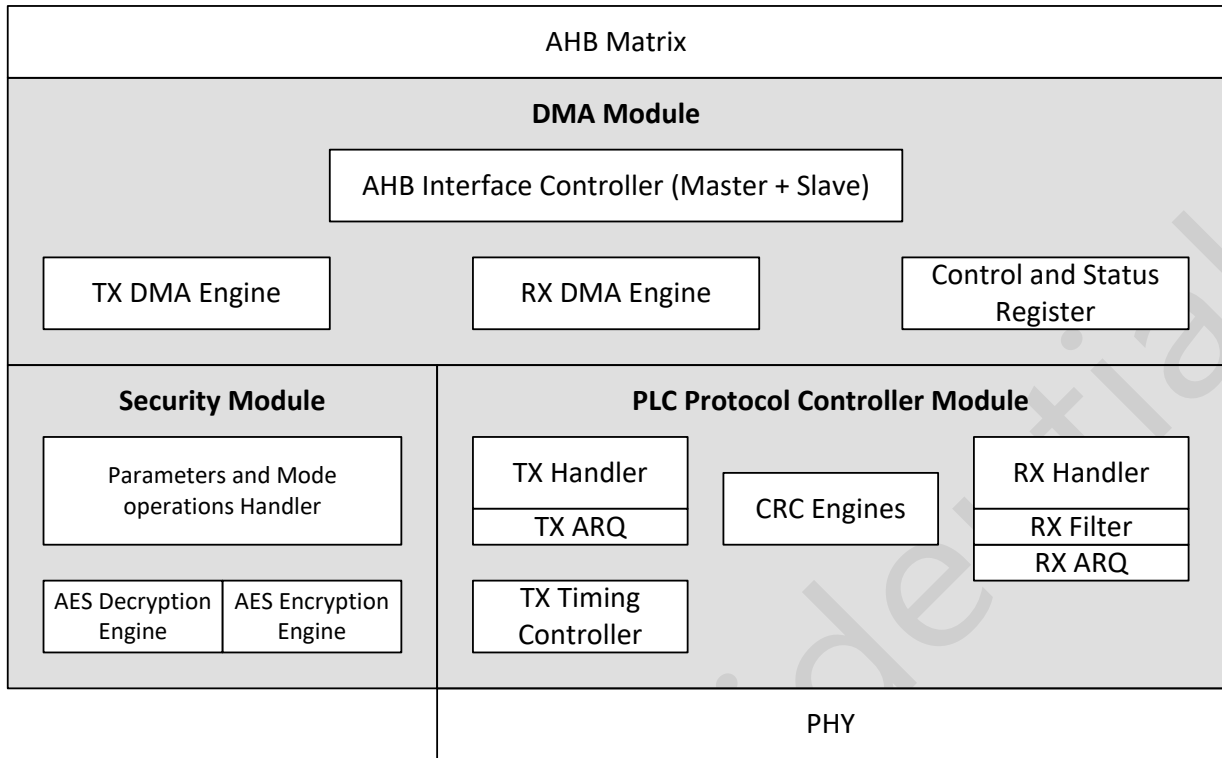 AHB Matrix
DMA Module
AHB Interface Controller (Master + Slave)
TX DMA Engine
RX DMA Engine
Control and Status
Register
Security Module
Parameters and Mode
operations Handler
AES Decryption
Engine
AES Encryption
Engine
PLC Protocol Controller Module
TX Handler
TX ARQ
CRC Engines
RX Handler
RX Filter
RX ARQ
TX Timing
Controller
PHY